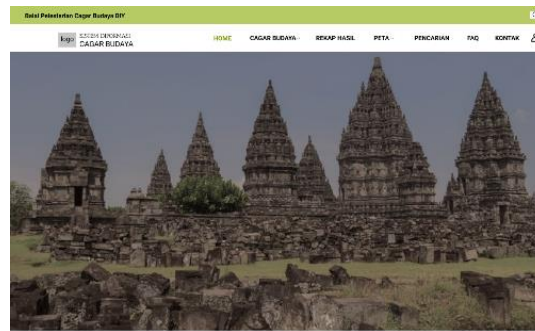 Balai Pelestarian Cagar Budaya DIY
logo
SISTEM INFORMASI
CAGAR BUDAYA
HOME
CAGAR BUDAYA
REKAP HASIL
PETA
PENCARIAN
FAQ
KONTAK